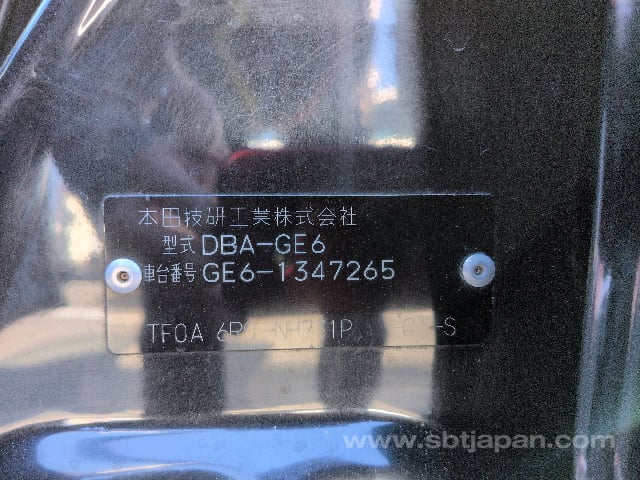 本田技研工業株式会社
型式 DBA-GE6
車台番号 GE6-1347265
TF0A -S
www.sbtjapan.com